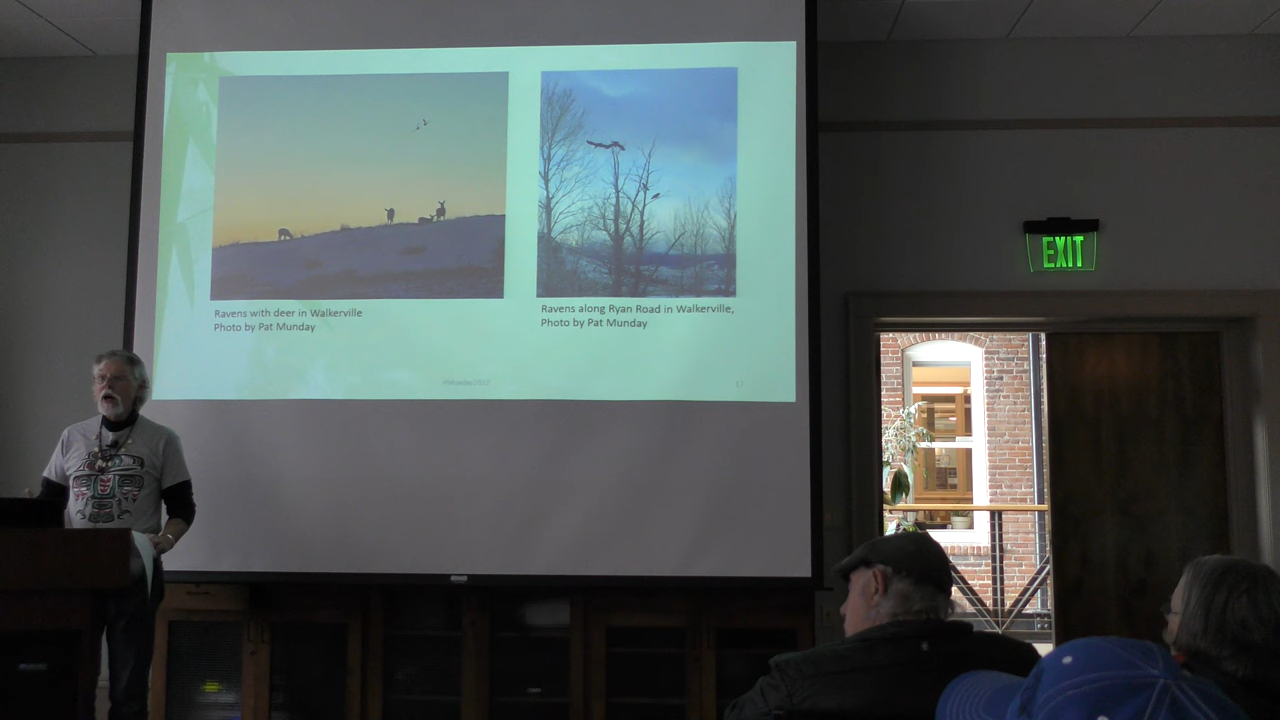 Ravens with deer in Walkerville
Photo by Pat Munday
Ravens along Ryan Road in Walkerville,
Photo by Pat Munday
17
EXIT